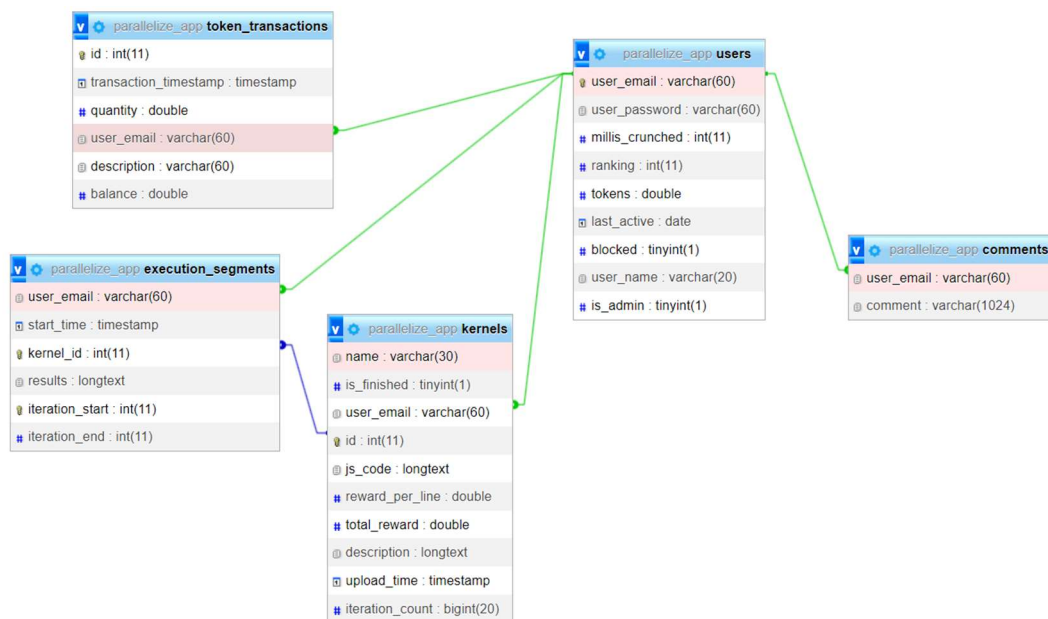 parallelize_app token_transactions
id : int(11)
transaction_timestamp : timestamp
quantity : double
user_email : varchar(60)
description : varchar(60)
balance : double
parallelize_app users
user_email : varchar(60)
user_password : varchar(60)
millis_crunched : int(11)
ranking : int(11)
tokens : double
last_active : date
blocked : tinyint(1)
user_name : varchar(20)
is_admin : tinyint(1)
parallelize_app comments
user_email : varchar(60)
comment : varchar(1024)
parallelize_app execution_segments
user_email : varchar(60)
start_time : timestamp
kernel_id : int(11)
results : longtext
iteration_start : int(11)
iteration_end : int(11)
parallelize_app kernels
name : varchar(30)
is_finished : tinyint(1)
user_email : varchar(60)
id : int(11)
js_code : longtext
reward_per_line : double
total_reward : double
description : longtext
upload_time : timestamp
iteration_count : bigint(20)